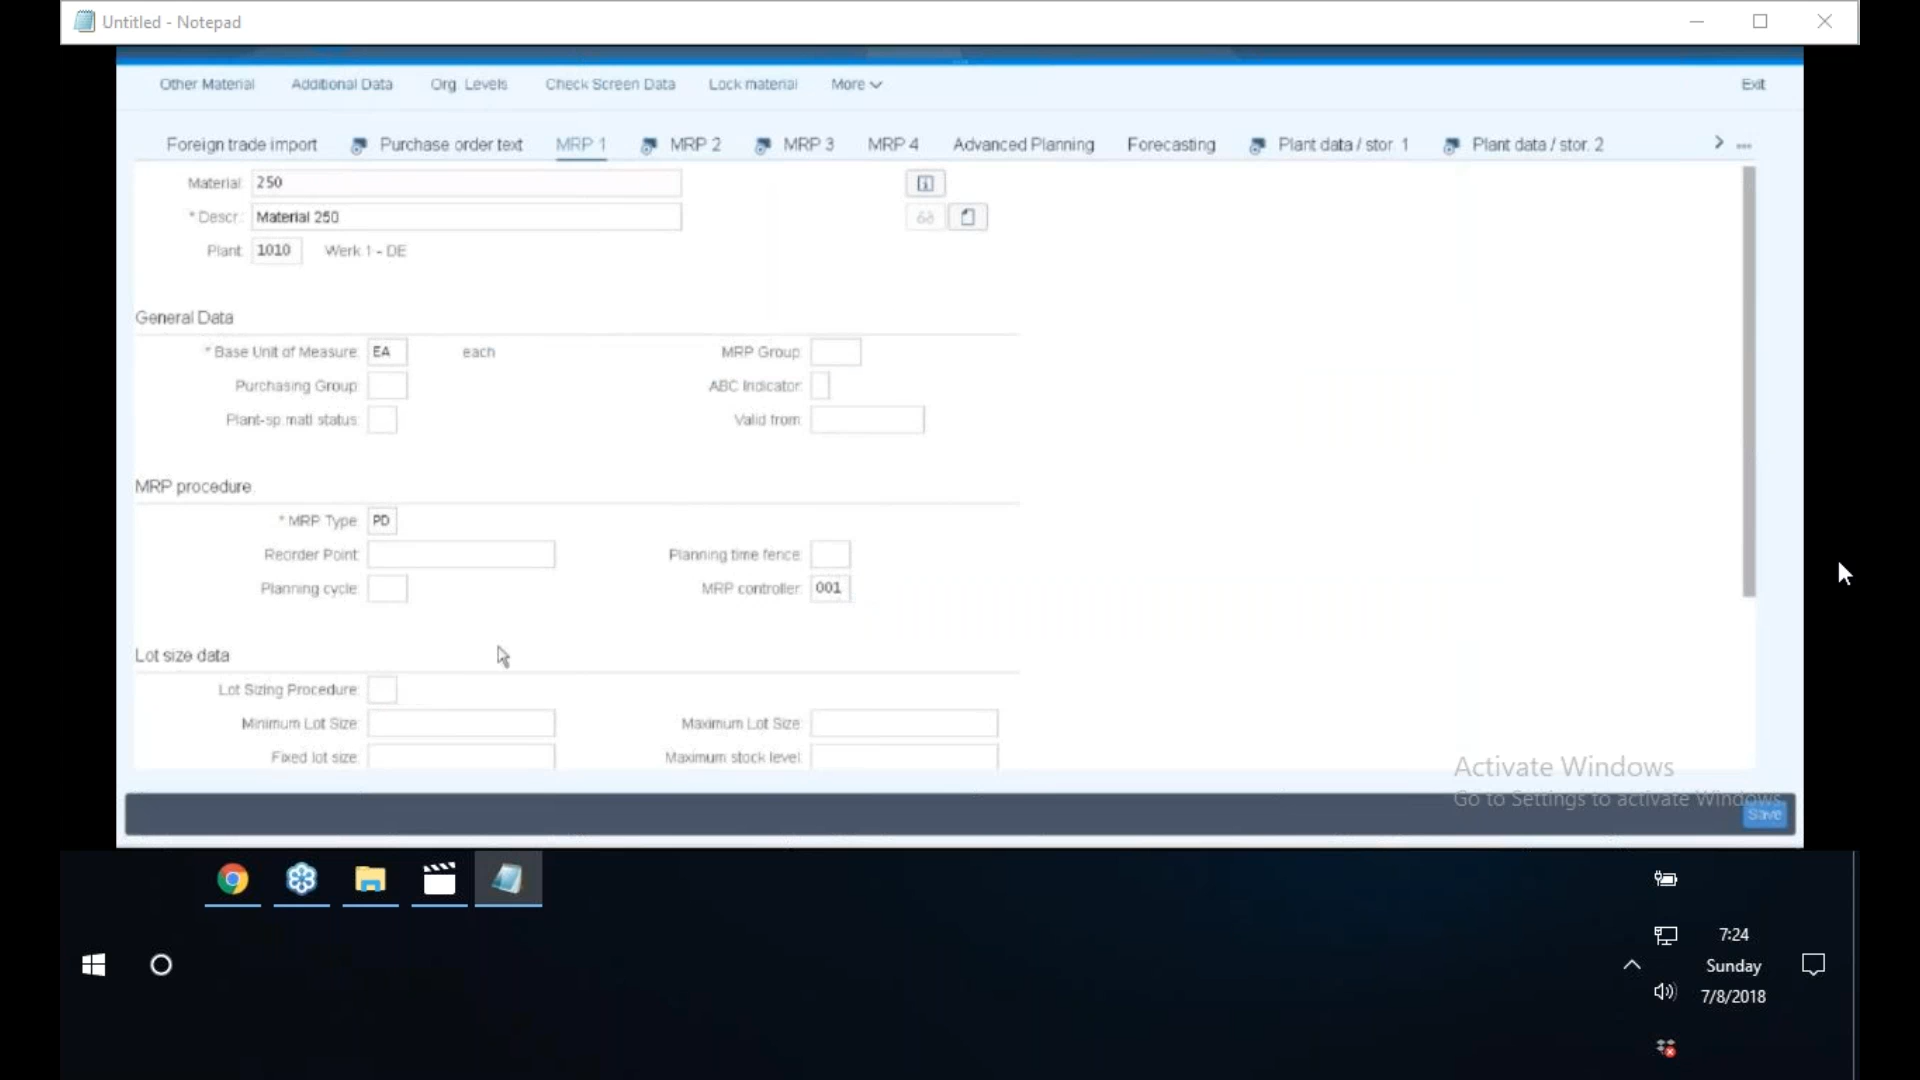 Untitled - Notepad
Other Material Additional Data Org. Levels Check Screen Data Lock material More Exit
Foreign trade import Purchase order text MRP 1 MRP 2 MRP 3 MRP 4 Advanced Planning Forecasting Plant data / stor. 1 Plant data / stor. 2
Material: 250
* Descr.: Material 250
Plant: 1010 Werk 1 - DE
General Data
* Base Unit of Measure: EA each MRP Group:
Purchasing Group: ABC Indicator:
Plant-sp.matl status: Valid from:
MRP procedure
* MRP Type: PD
Reorder Point: Planning time fence:
Planning cycle: MRP controller: 001
Lot size data
Lot Sizing Procedure:
Minimum Lot Size: Maximum Lot Size:
Fixed lot size: Maximum stock level:
Activate Windows
Go to Settings to activate Windows.
Save
7:24
Sunday
7/8/2018